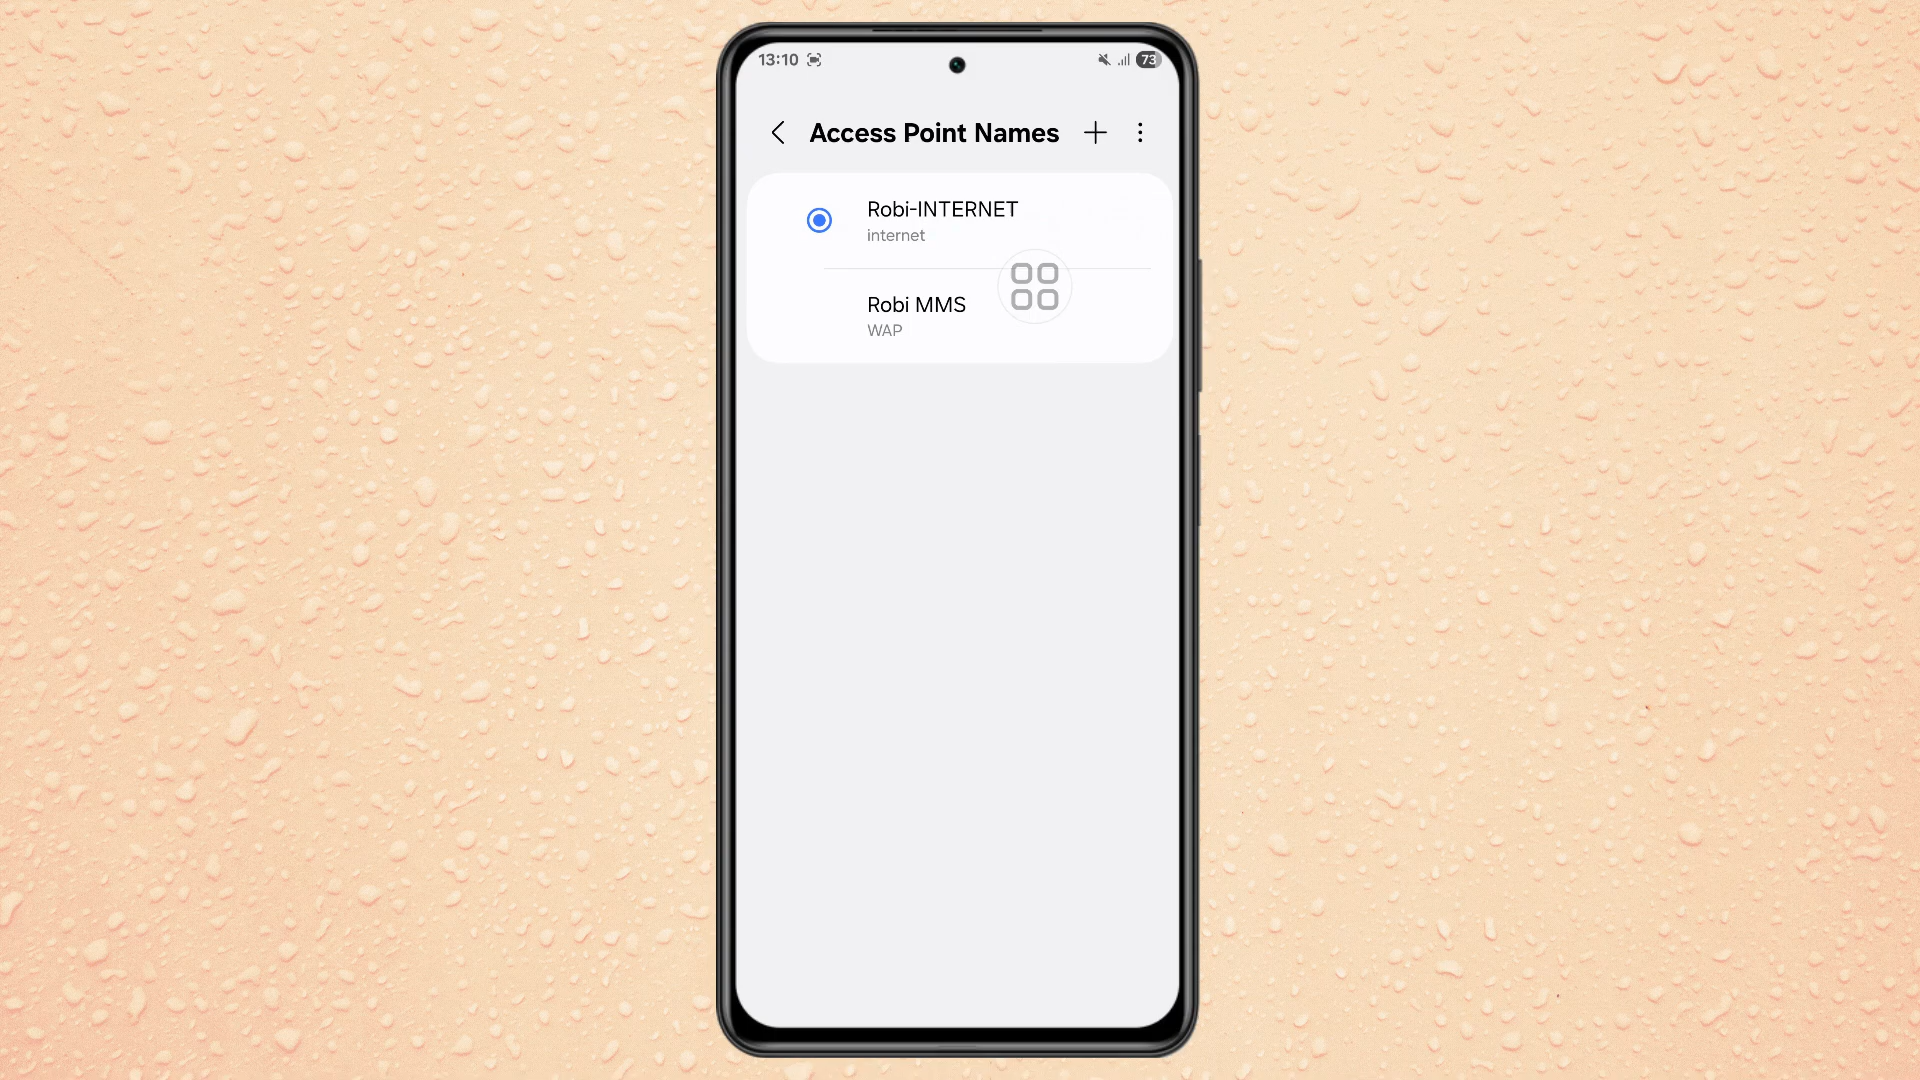 13:10
73
Access Point Names
Robi-INTERNET
internet
Robi MMS
WAP